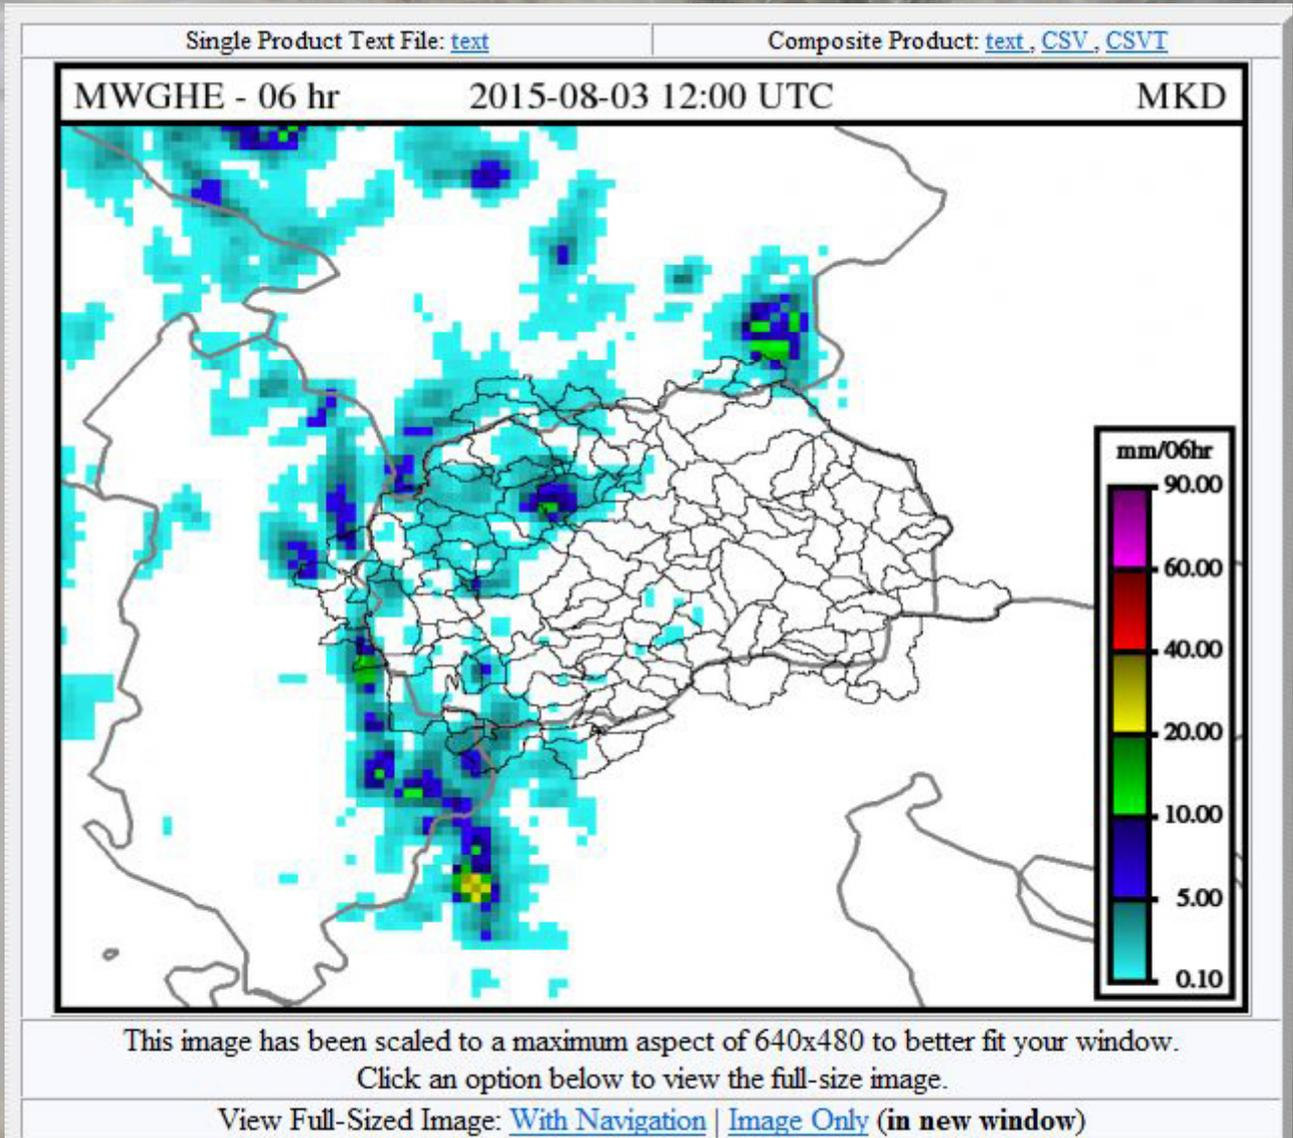 Single Product Text File: text
Composite Product: text , CSV , CSVT
MWGHE - 06 hr 2015-08-03 12:00 UTC MKD
mm/06hr
90.00
60.00
40.00
20.00
10.00
5.00
0.10
This image has been scaled to a maximum aspect of 640x480 to better fit your window.
Click an option below to view the full-size image.
View Full-Sized Image: With Navigation | Image Only (in new window)